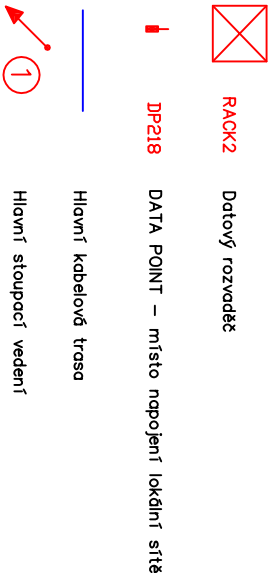 RACK2 Datový rozvaděč
DP218 DATA POINT – místo napojení lokální sítě
Hlavní kabelová trasa
1 Hlavní stoupací vedení